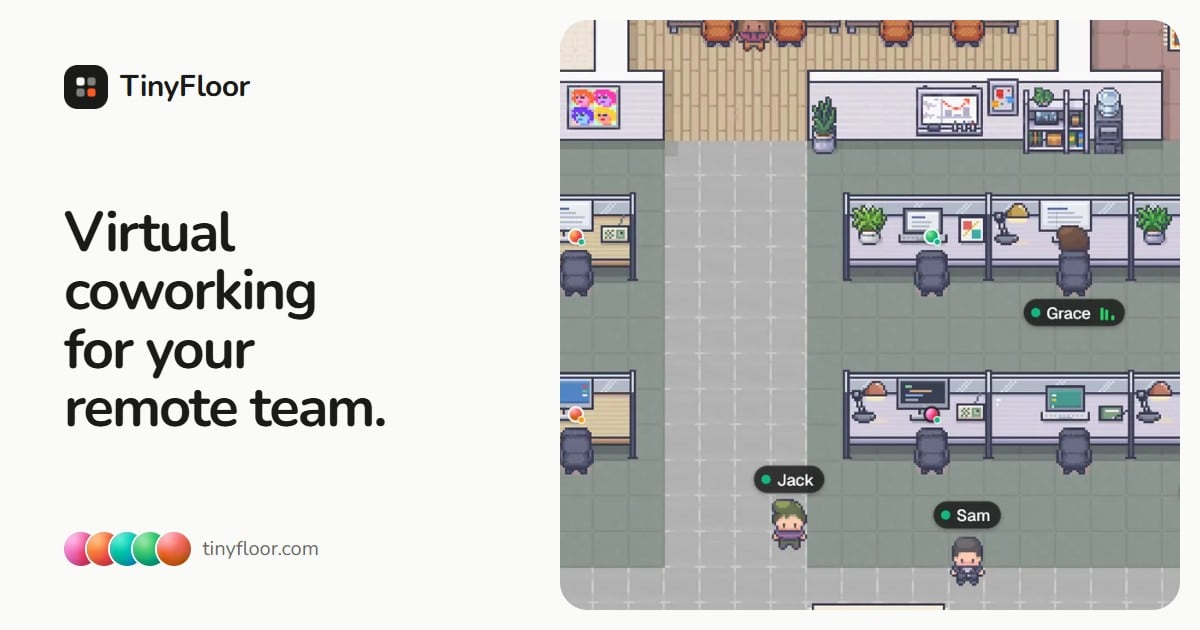 TinyFloor
Virtual
coworking
for your
remote team.
tinyfloor.com
Grace
Jack
Sam